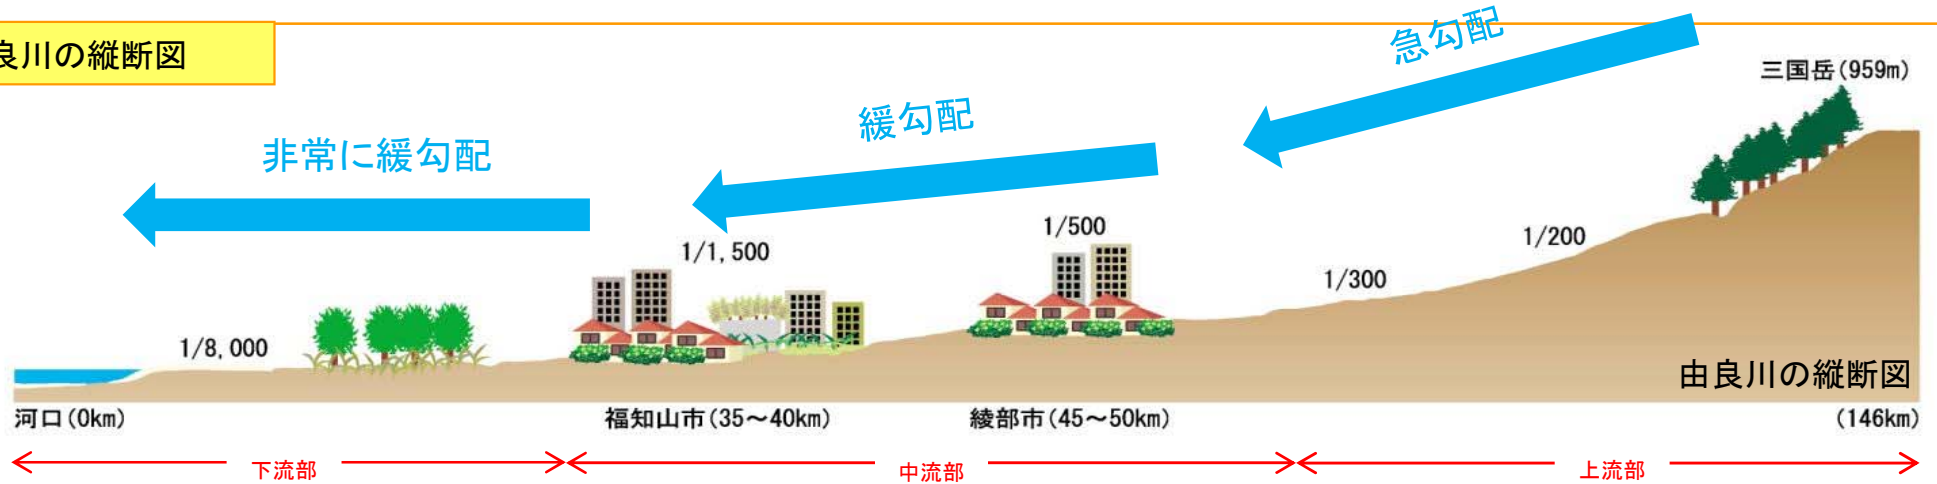 良川の縦断図
急勾配
三国岳(959m)
緩勾配
非常に緩勾配
1/500
1/200
1/1,500
1/300
1/8,000
由良川の縦断図
河口(0km)
福知山市(35～40km)
綾部市(45～50km)
(146km)
下流部
中流部
上流部